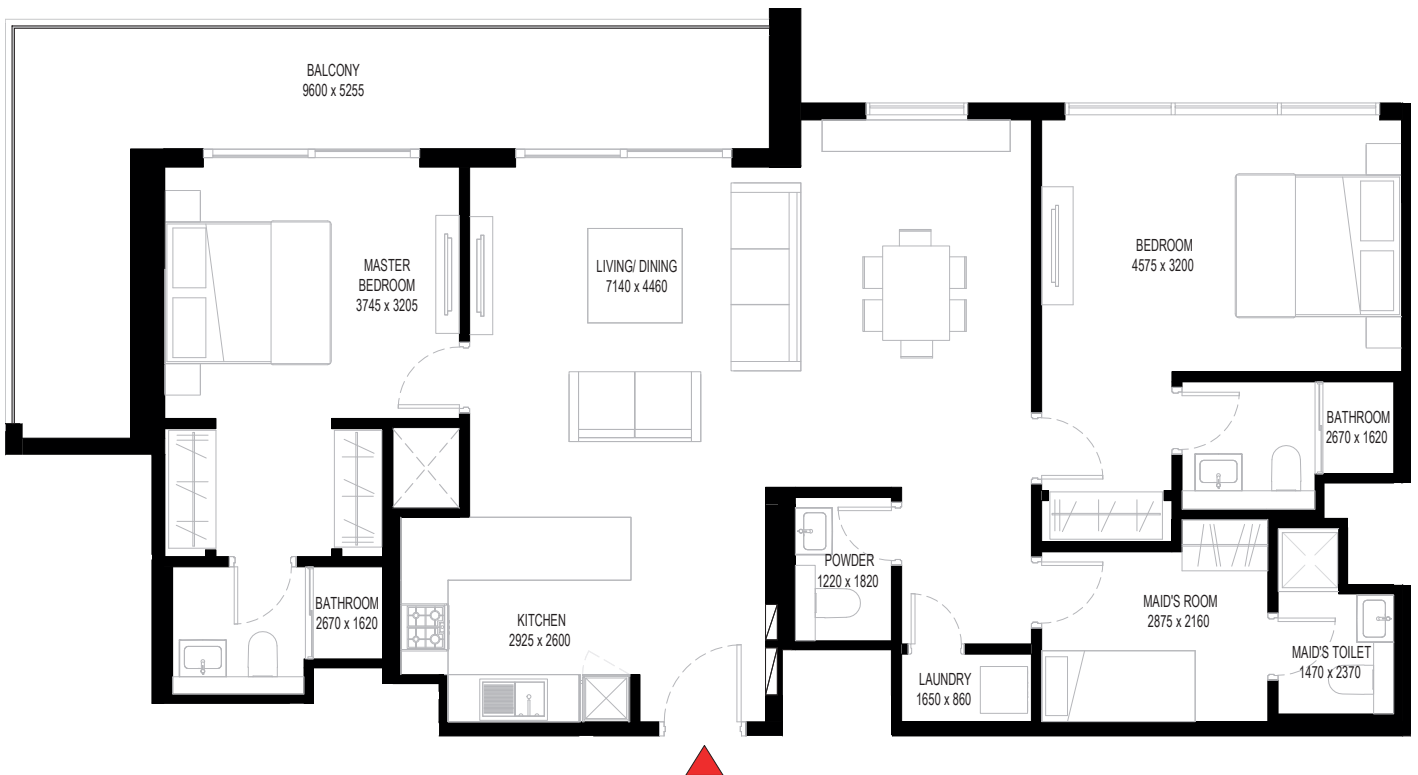 BALCONY
9600 x 5255
MASTER
BEDROOM
3745 x 3205
LIVING/ DINING
7140 x 4460
BEDROOM
4575 x 3200
BATHROOM
2670 x 1620
POWDER
1220 x 1820
BATHROOM
2670 x 1620
KITCHEN
2925 x 2600
MAID'S ROOM
2875 x 2160
MAID'S TOILET
1470 x 2370
LAUNDRY
1650 x 860